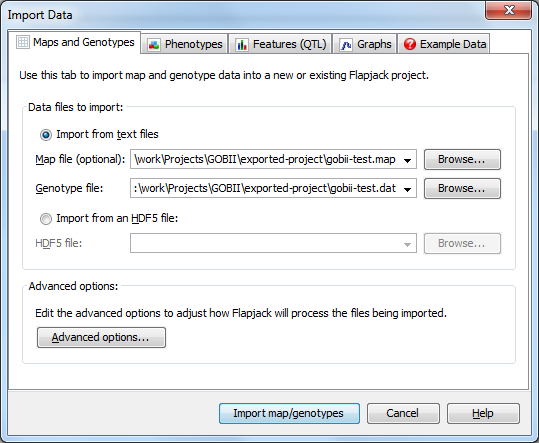 Import Data
Maps and Genotypes Phenotypes Features (QTL) Graphs Example Data
Use this tab to import map and genotype data into a new or existing Flapjack project.
Data files to import:
Import from text files
Map file (optional): \work\Projects\GOBII\exported-project\gobii-test.map Browse...
Genotype file: :\work\Projects\GOBII\exported-project\gobii-test.dat Browse...
Import from an HDF5 file:
HDF5 file: Browse...
Advanced options:
Edit the advanced options to adjust how Flapjack will process the files being imported.
Advanced options...
Import map/genotypes Cancel Help